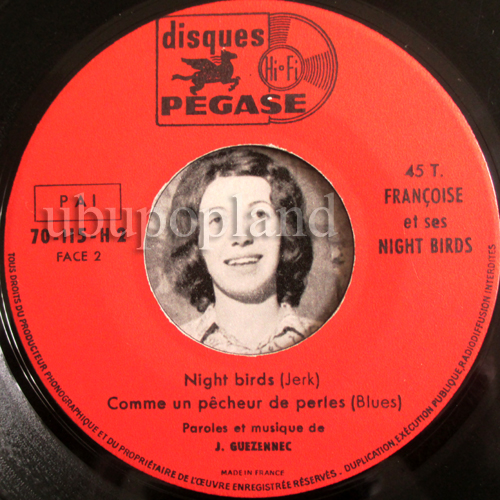 disques
Hi-Fi
PEGASE
45 T.
FRANÇOISE
et ses
NIGHT BIRDS
PAI
70-115-H-2
FACE 2
ubupopland
Night birds (Jerk)
Comme un pêcheur de perles (Blues)
Paroles et musique de
J. GUEZENNEC
MADE IN FRANCE
TOUS DROITS DU PRODUCTEUR PHONOGRAPHIQUE ET DU PROPRIÉTAIRE DE L'ŒUVRE ENREGISTRÉE RÉSERVÉS - DUPLICATION, EXÉCUTION PUBLIQUE, RADIODIFFUSION INTERDITES